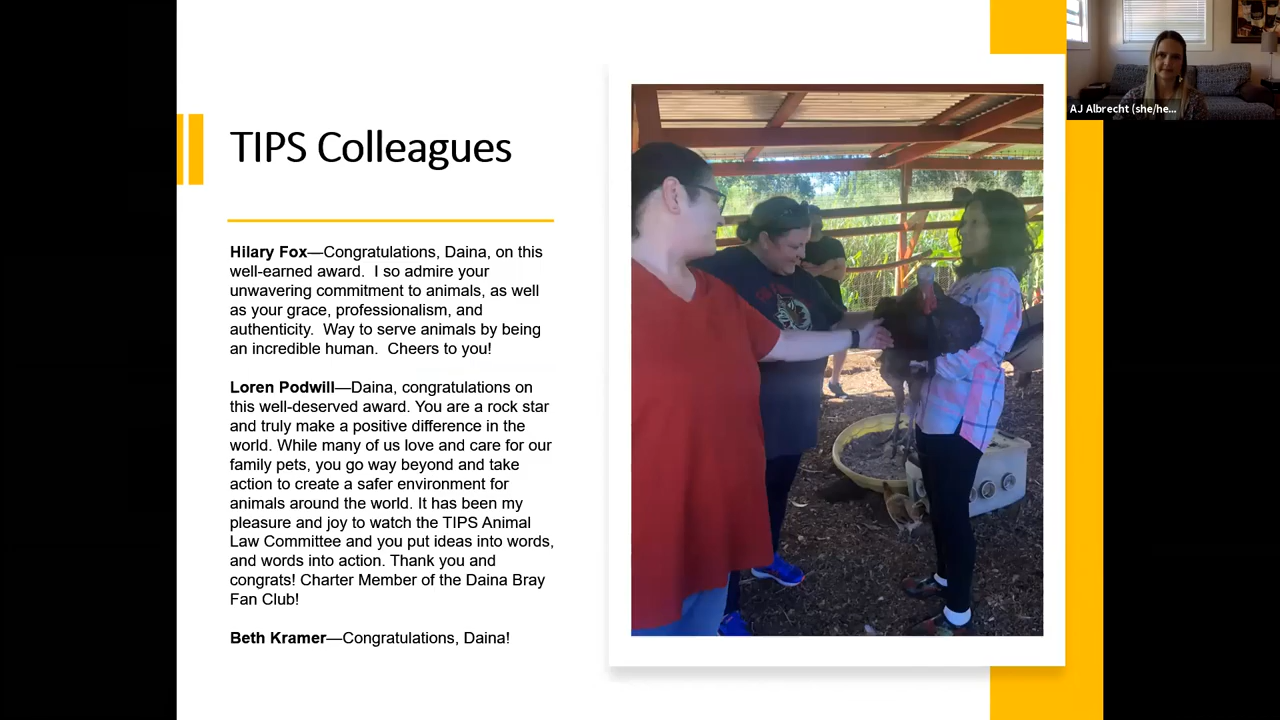 AJ Albrecht (she/he...
TIPS Colleagues
Hilary Fox—Congratulations, Daina, on this
well-earned award.  I so admire your
unwavering commitment to animals, as well
as your grace, professionalism, and
authenticity.  Way to serve animals by being
an incredible human.  Cheers to you!
Loren Podwill—Daina, congratulations on
this well-deserved award. You are a rock star
and truly make a positive difference in the
world. While many of us love and care for our
family pets, you go way beyond and take
action to create a safer environment for
animals around the world. It has been my
pleasure and joy to watch the TIPS Animal
Law Committee and you put ideas into words,
and words into action. Thank you and
congrats! Charter Member of the Daina Bray
Fan Club!
Beth Kramer—Congratulations, Daina!